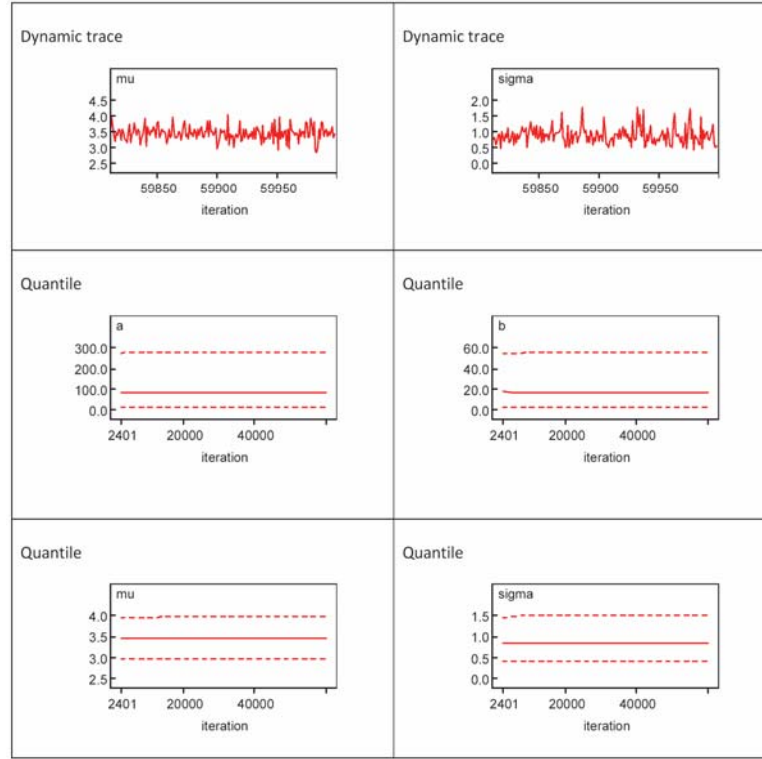 Dynamic trace
mu
4.5
4.0
3.5
3.0
2.5
59850 59900 59950
iteration
Dynamic trace
sigma
2.0
1.5
1.0
0.5
0.0
59850 59900 59950
iteration
Quantile
a
300.0
200.0
100.0
0.0
2401 20000 40000
iteration
Quantile
b
60.0
40.0
20.0
0.0
2401 20000 40000
iteration
Quantile
mu
4.0
3.5
3.0
2.5
2401 20000 40000
iteration
Quantile
sigma
1.5
1.0
0.5
0.0
2401 20000 40000
iteration